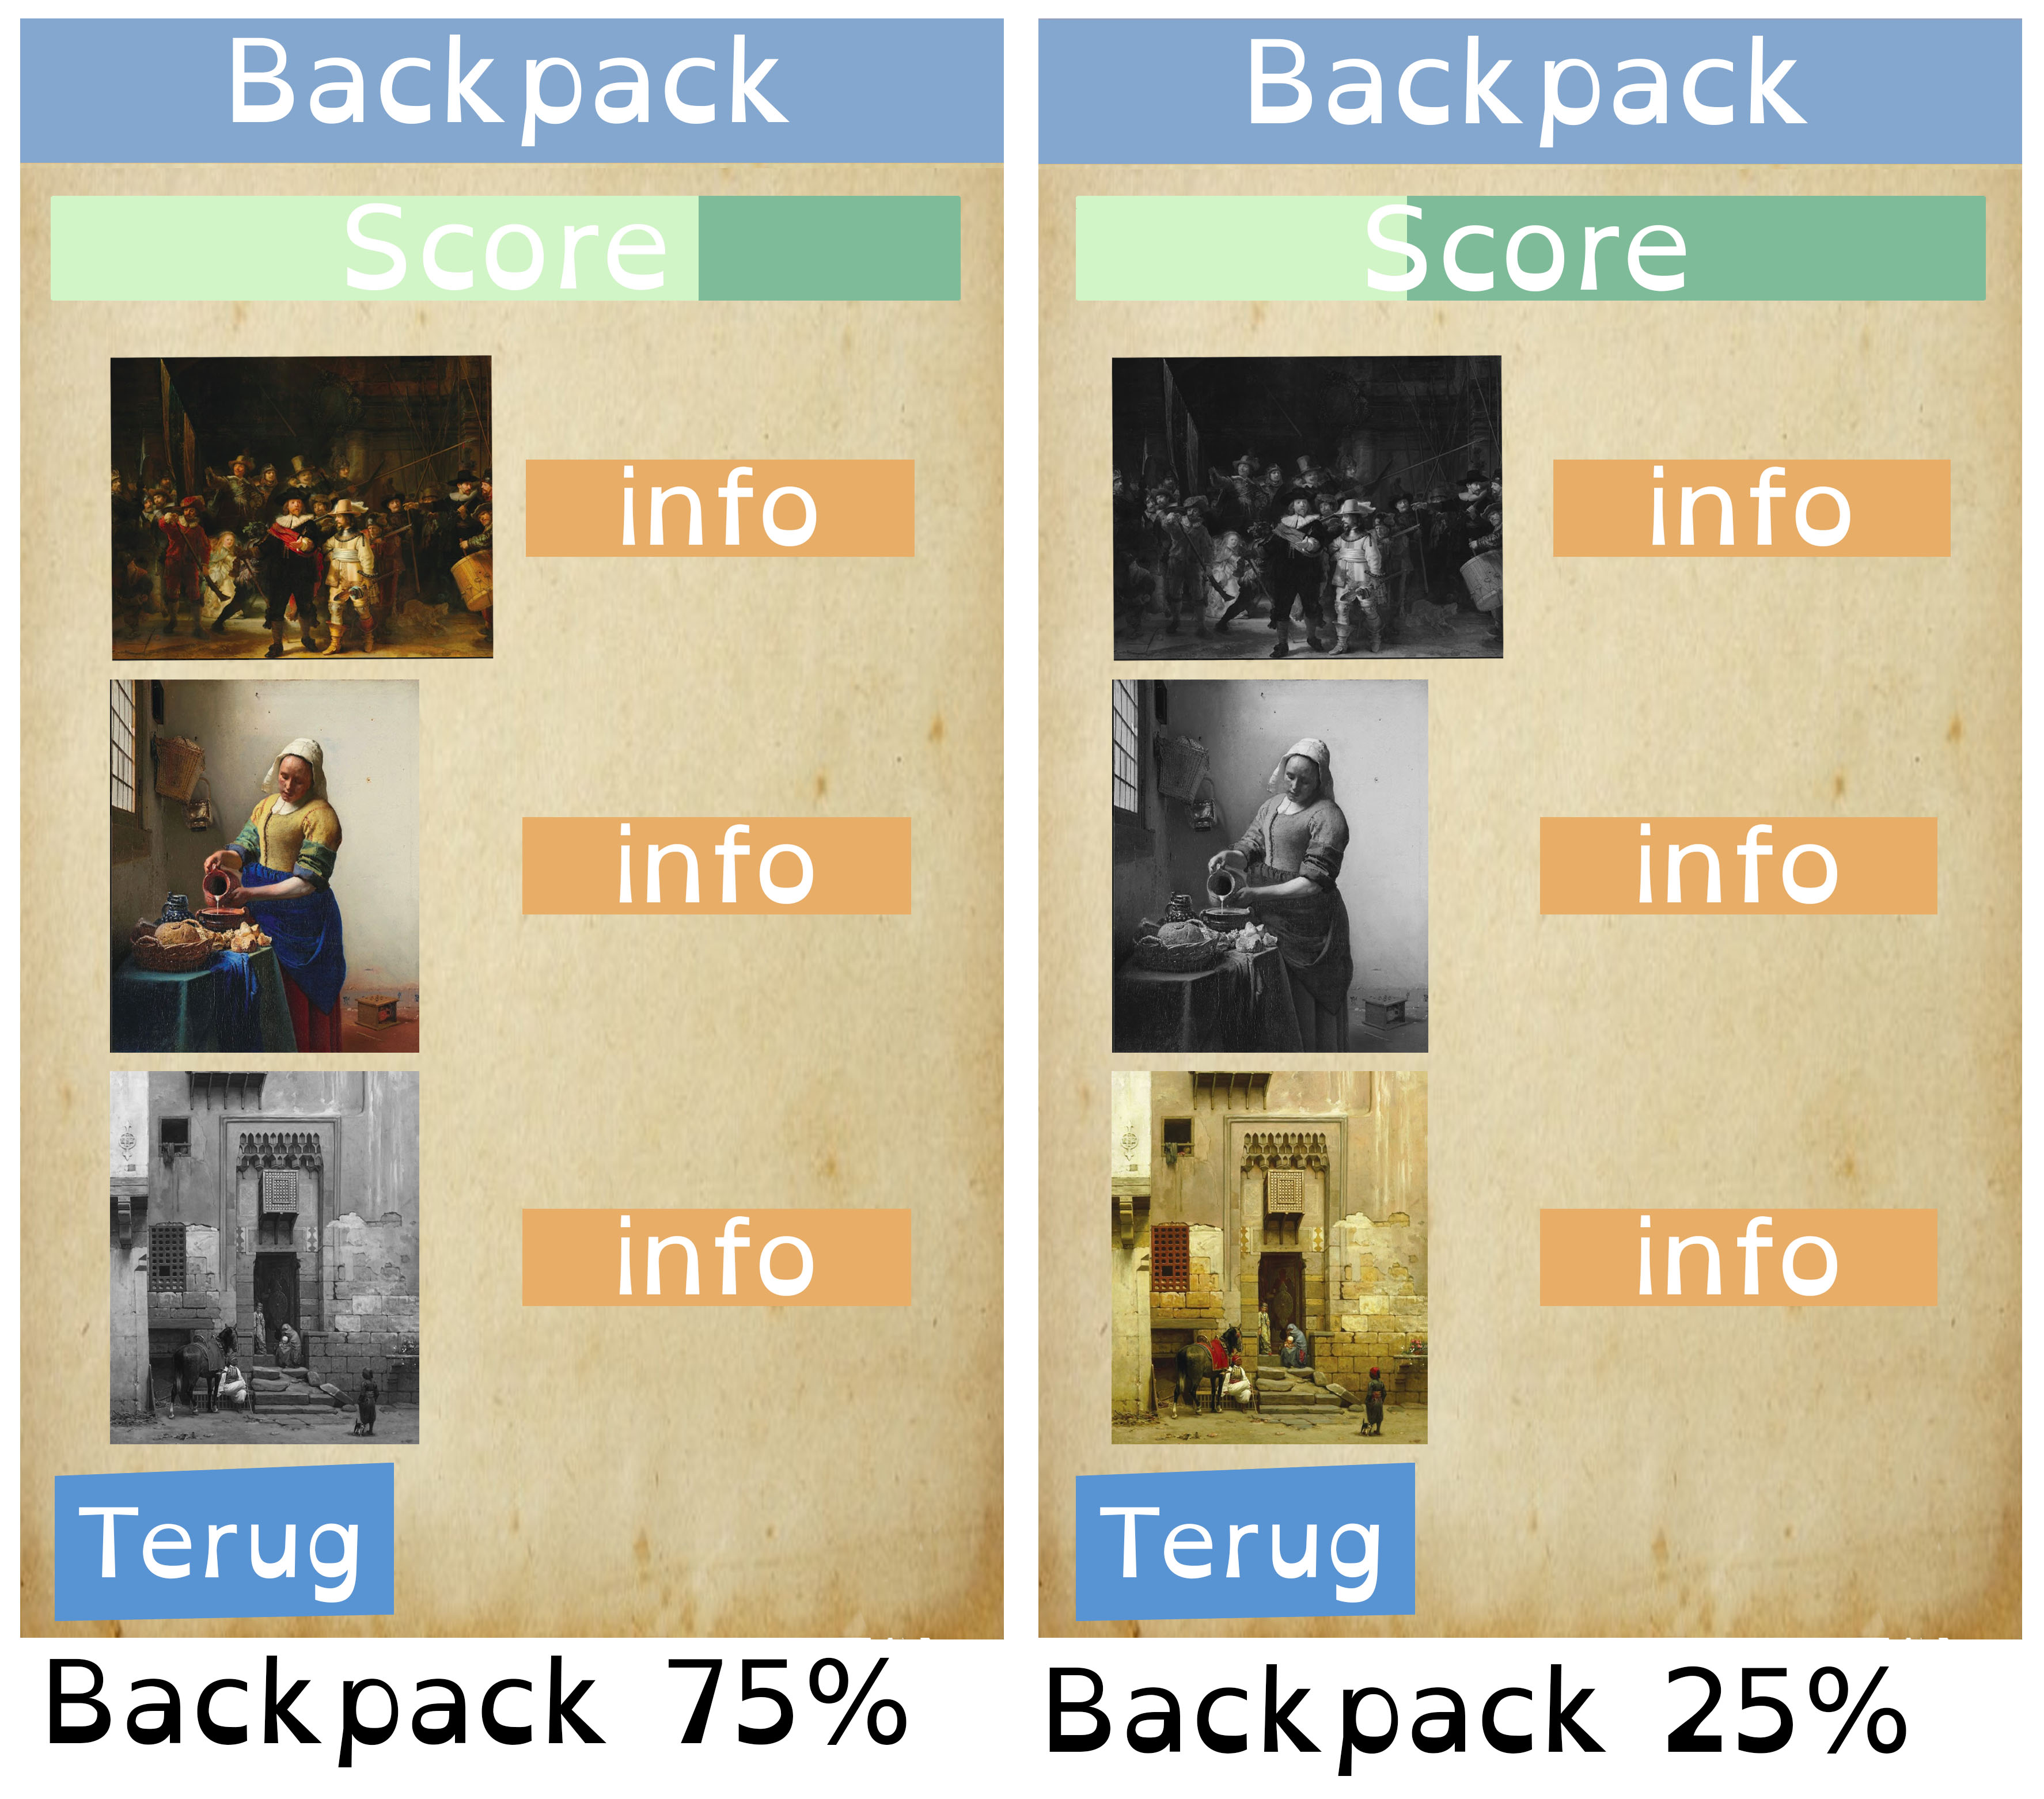 Backpack
Score
info
info
info
Terug
Backpack 75%
Backpack
Score
info
info
info
Terug
Backpack 25%